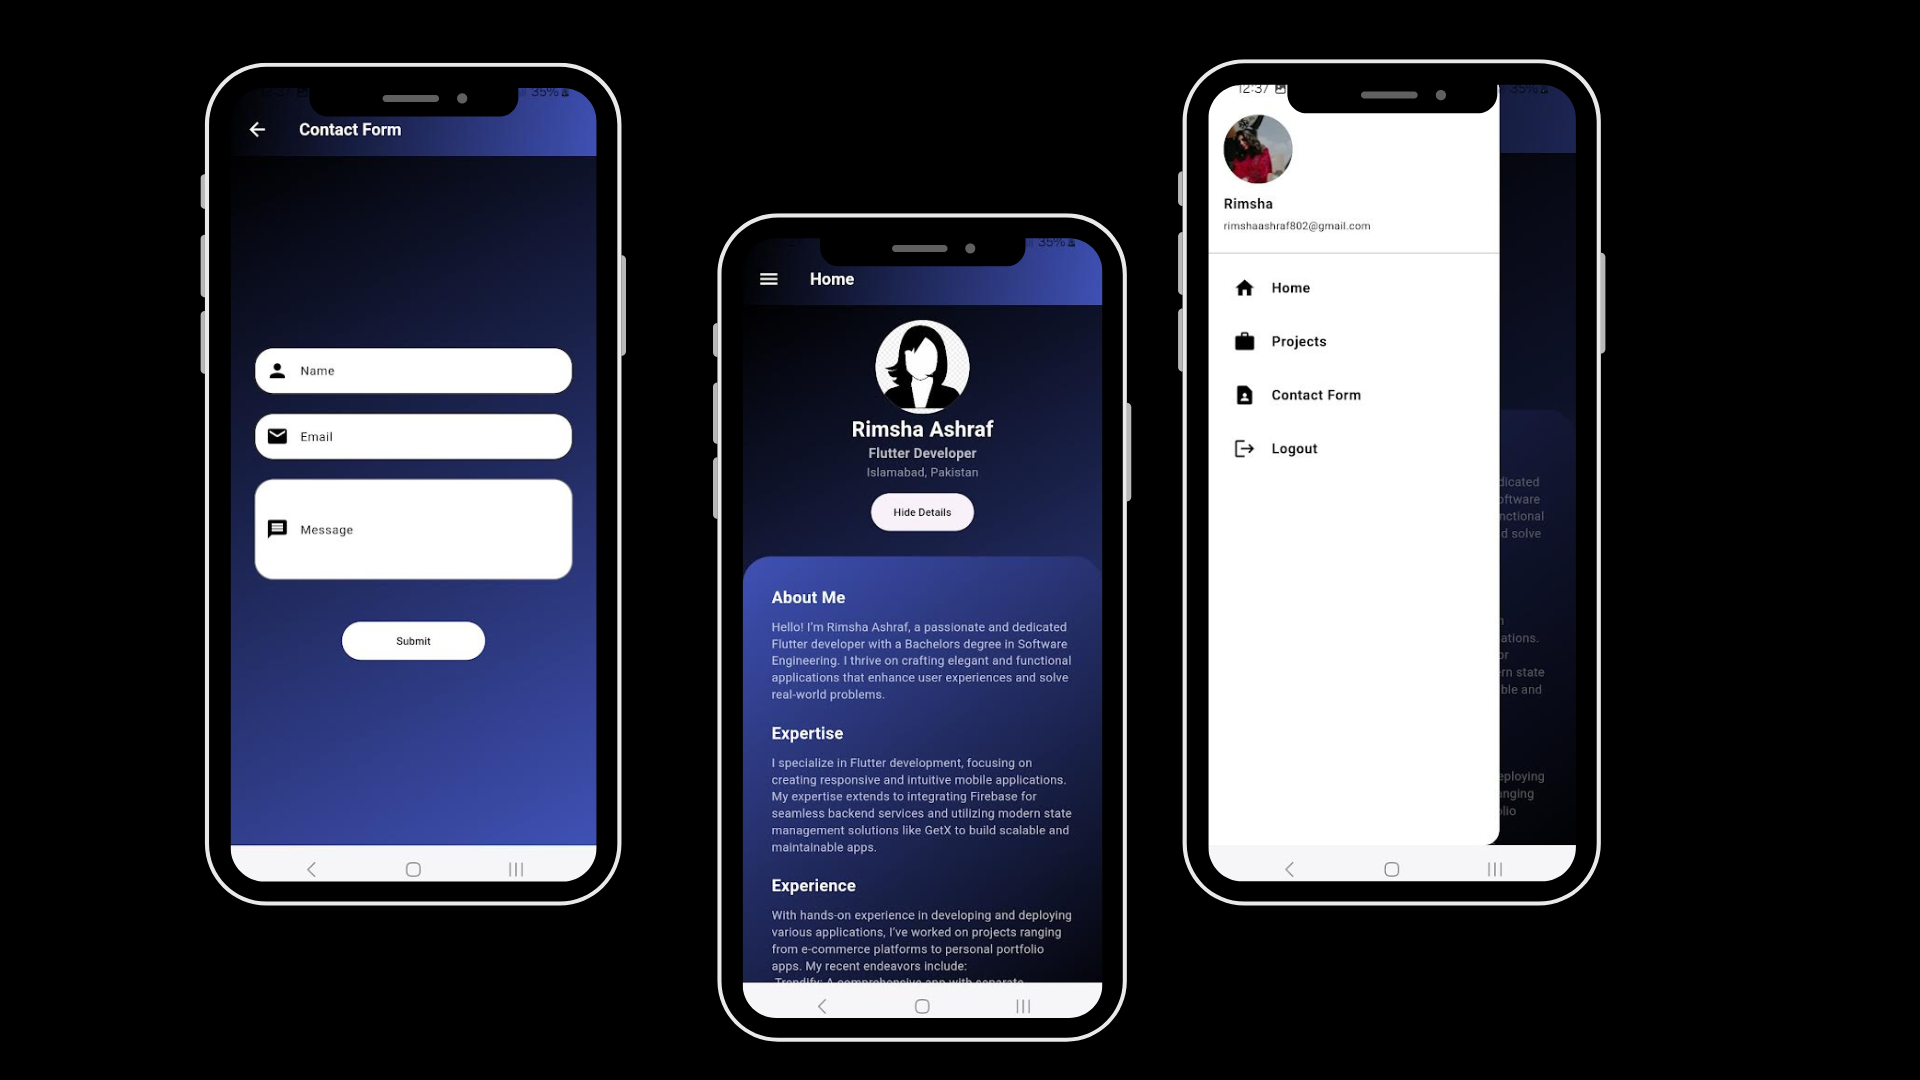 35%
Contact Form
Name
Email
Message
Submit
35%
Home
Rimsha Ashraf
Flutter Developer
Islamabad, Pakistan
Hide Details
About Me
Hello! I'm Rimsha Ashraf, a passionate and dedicated
Flutter developer with a Bachelors degree in Software
Engineering. I thrive on crafting elegant and functional
applications that enhance user experiences and solve
real-world problems.
Expertise
I specialize in Flutter development, focusing on
creating responsive and intuitive mobile applications.
My expertise extends to integrating Firebase for
seamless backend services and utilizing modern state
management solutions like GetX to build scalable and
maintainable apps.
Experience
With hands-on experience in developing and deploying
various applications, I've worked on projects ranging
from e-commerce platforms to personal portfolio
apps. My recent endeavors include:
Trendify: A comprehensive app with separate
12:37
35%
Rimsha
rimshaashraf802@gmail.com
Home
Projects
Contact Form
Logout
dicated
oftware
nctional
d solve
ations.
or
ern state
ble and
eploying
anging
olio